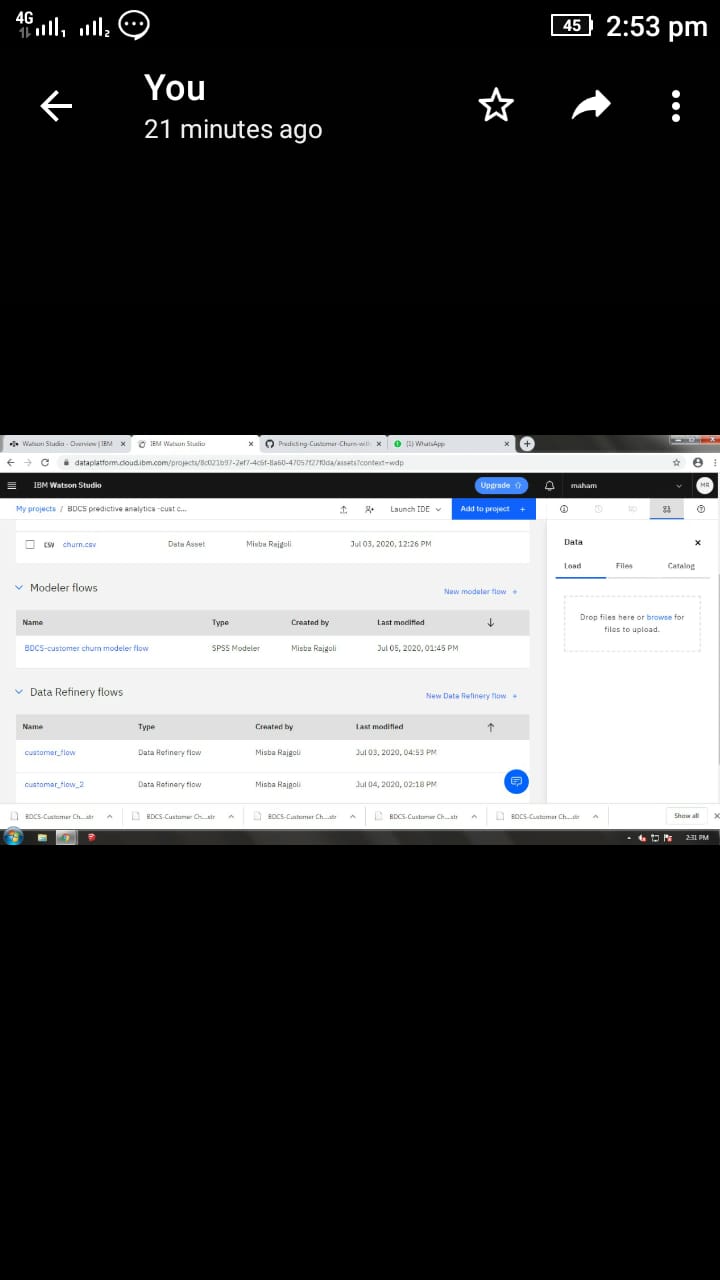 4G 1 2 45 2:53 pm
You
21 minutes ago
Watson Studio - Overview | IBM IBM Watson Studio Predicting-Customer-Churn-with (1) WhatsApp
dataplatform.cloud.ibm.com/projects/8c021b97-2ef7-4c6f-8a60-47057f27f0da/assets?context=wdp
IBM Watson Studio Upgrade maham MR
My projects / BDCS predictive analytics -cust c... Launch IDE Add to project +
CSV churn.csv Data Asset Misba Rajgoli Jul 03, 2020, 12:26 PM
Data
Load Files Catalog
Drop files here or browse for
files to upload.
Modeler flows New modeler flow +
Name Type Created by Last modified
BDCS-customer churn modeler flow SPSS Modeler Misba Rajgoli Jul 05, 2020, 01:45 PM
Data Refinery flows New Data Refinery flow +
Name Type Created by Last modified
customer_flow Data Refinery flow Misba Rajgoli Jul 03, 2020, 04:53 PM
customer_flow_2 Data Refinery flow Misba Rajgoli Jul 04, 2020, 02:18 PM
BDCS-Customer Ch....str BDCS-Customer Ch....str BDCS-Customer Ch....str BDCS-Customer Ch....str BDCS-Customer Ch....str Show all
2:31 PM